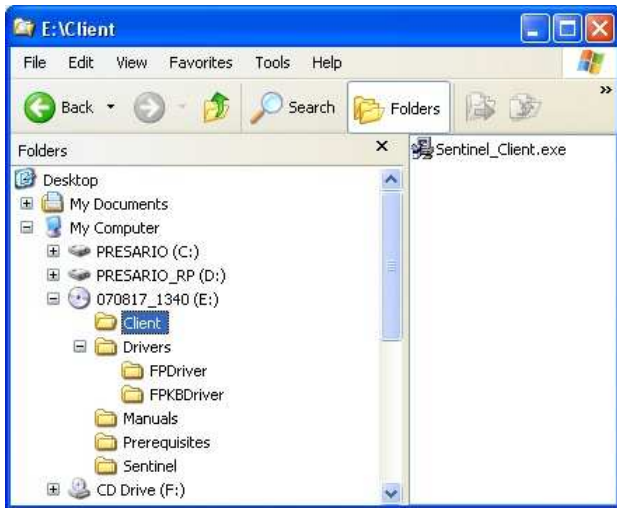 E:\Client
File Edit View Favorites Tools Help
Back Search Folders »
Folders x
Sentinel_Client.exe
Desktop
My Documents
My Computer
PRESARIO (C:)
PRESARIO_RP (D:)
070817_1340 (E:)
Client
Drivers
FPDriver
FPKBDriver
Manuals
Prerequisites
Sentinel
CD Drive (F:)